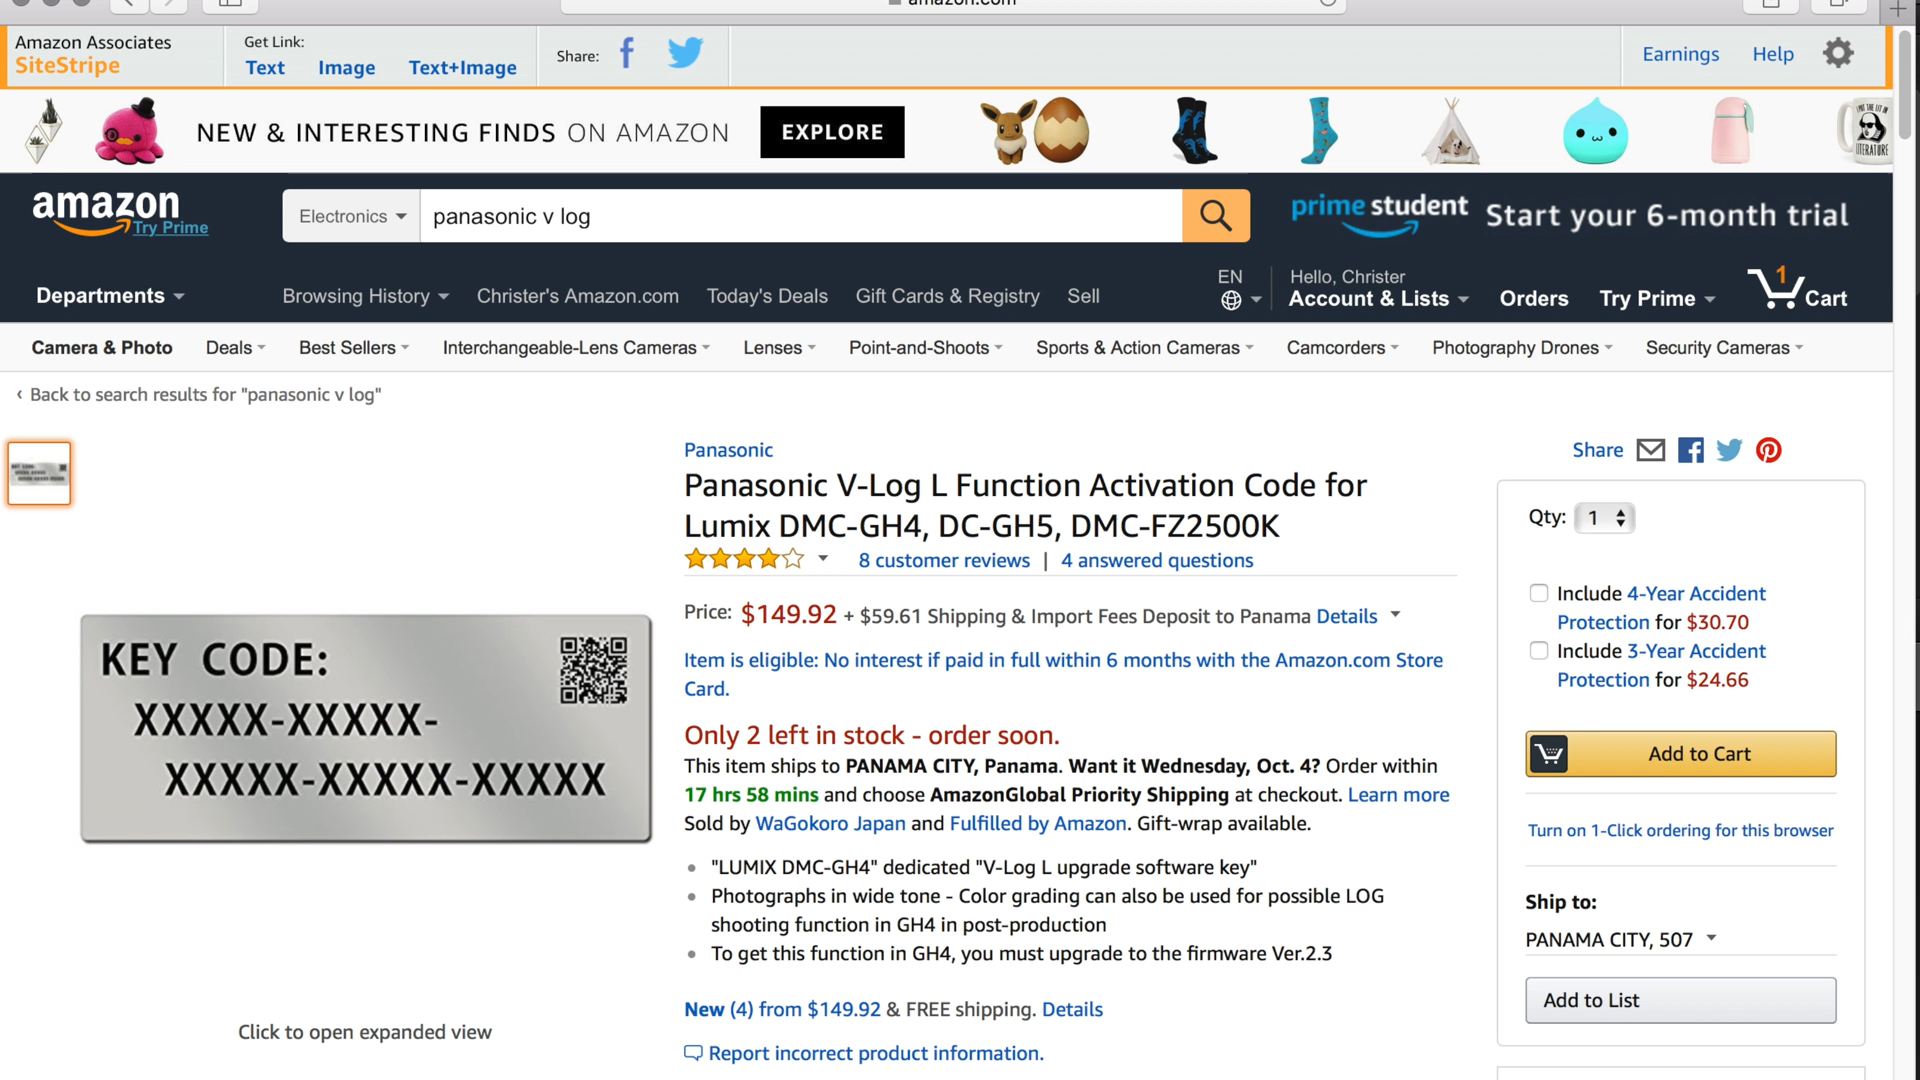 amazon.com
Amazon Associates
SiteStripe
Get Link:
Text Image Text+Image
Share:
Earnings Help
NEW & INTERESTING FINDS ON AMAZON EXPLORE
LITERATURE
amazon
Try Prime
Electronics
panasonic v log
prime student Start your 6-month trial
Departments
Browsing History Christer's Amazon.com Today's Deals Gift Cards & Registry Sell
EN
Hello, Christer
Account & Lists Orders Try Prime 1 Cart
Camera & Photo Deals Best Sellers Interchangeable-Lens Cameras Lenses Point-and-Shoots Sports & Action Cameras Camcorders Photography Drones Security Cameras
‹ Back to search results for "panasonic v log"
KEY CODE:
XXXXX-XXXXX-
XXXXX-XXXXX-XXXXX
Click to open expanded view
Panasonic
Panasonic V-Log L Function Activation Code for
Lumix DMC-GH4, DC-GH5, DMC-FZ2500K
8 customer reviews | 4 answered questions
Price: $149.92 + $59.61 Shipping & Import Fees Deposit to Panama Details
Item is eligible: No interest if paid in full within 6 months with the Amazon.com Store
Card.
Only 2 left in stock - order soon.
This item ships to PANAMA CITY, Panama. Want it Wednesday, Oct. 4? Order within
17 hrs 58 mins and choose AmazonGlobal Priority Shipping at checkout. Learn more
Sold by WaGokoro Japan and Fulfilled by Amazon. Gift-wrap available.
• "LUMIX DMC-GH4" dedicated "V-Log L upgrade software key"
• Photographs in wide tone - Color grading can also be used for possible LOG
shooting function in GH4 in post-production
• To get this function in GH4, you must upgrade to the firmware Ver.2.3
New (4) from $149.92 & FREE shipping. Details
Report incorrect product information.
Share
Qty: 1
Include 4-Year Accident
Protection for $30.70
Include 3-Year Accident
Protection for $24.66
Add to Cart
Turn on 1-Click ordering for this browser
Ship to:
PANAMA CITY, 507
Add to List